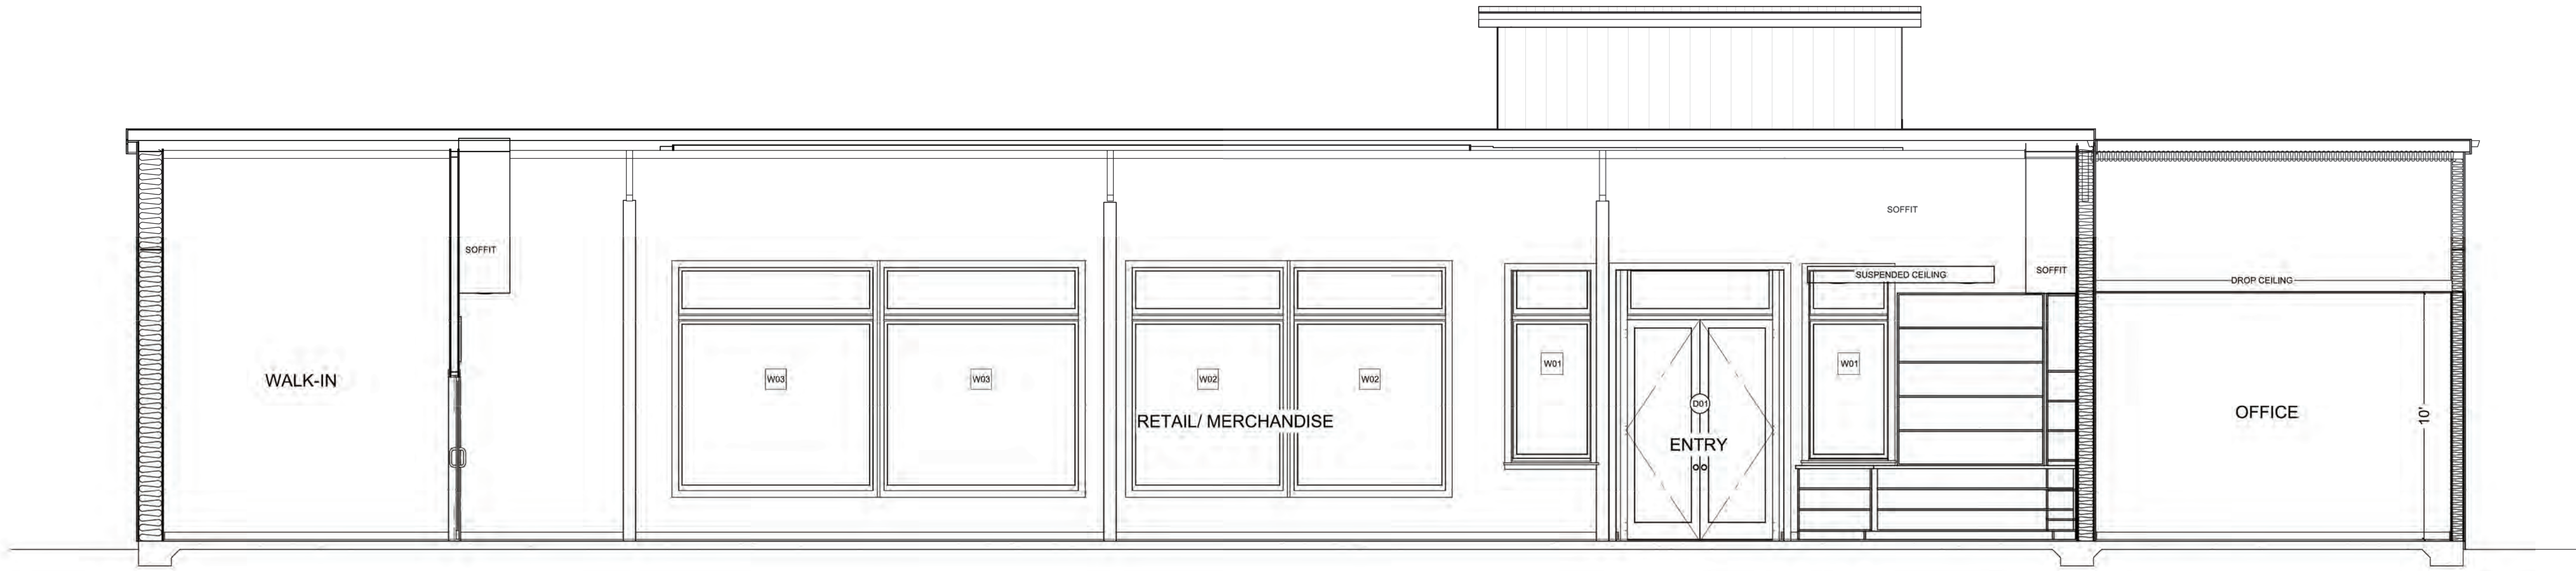 SOFFIT
SOFFIT
SUSPENDED CEILING
SOFFIT
DROP CEILING
WALK-IN
W03
W03
W02
W02
W01
W01
D01
RETAIL/ MERCHANDISE
ENTRY
OFFICE
10'